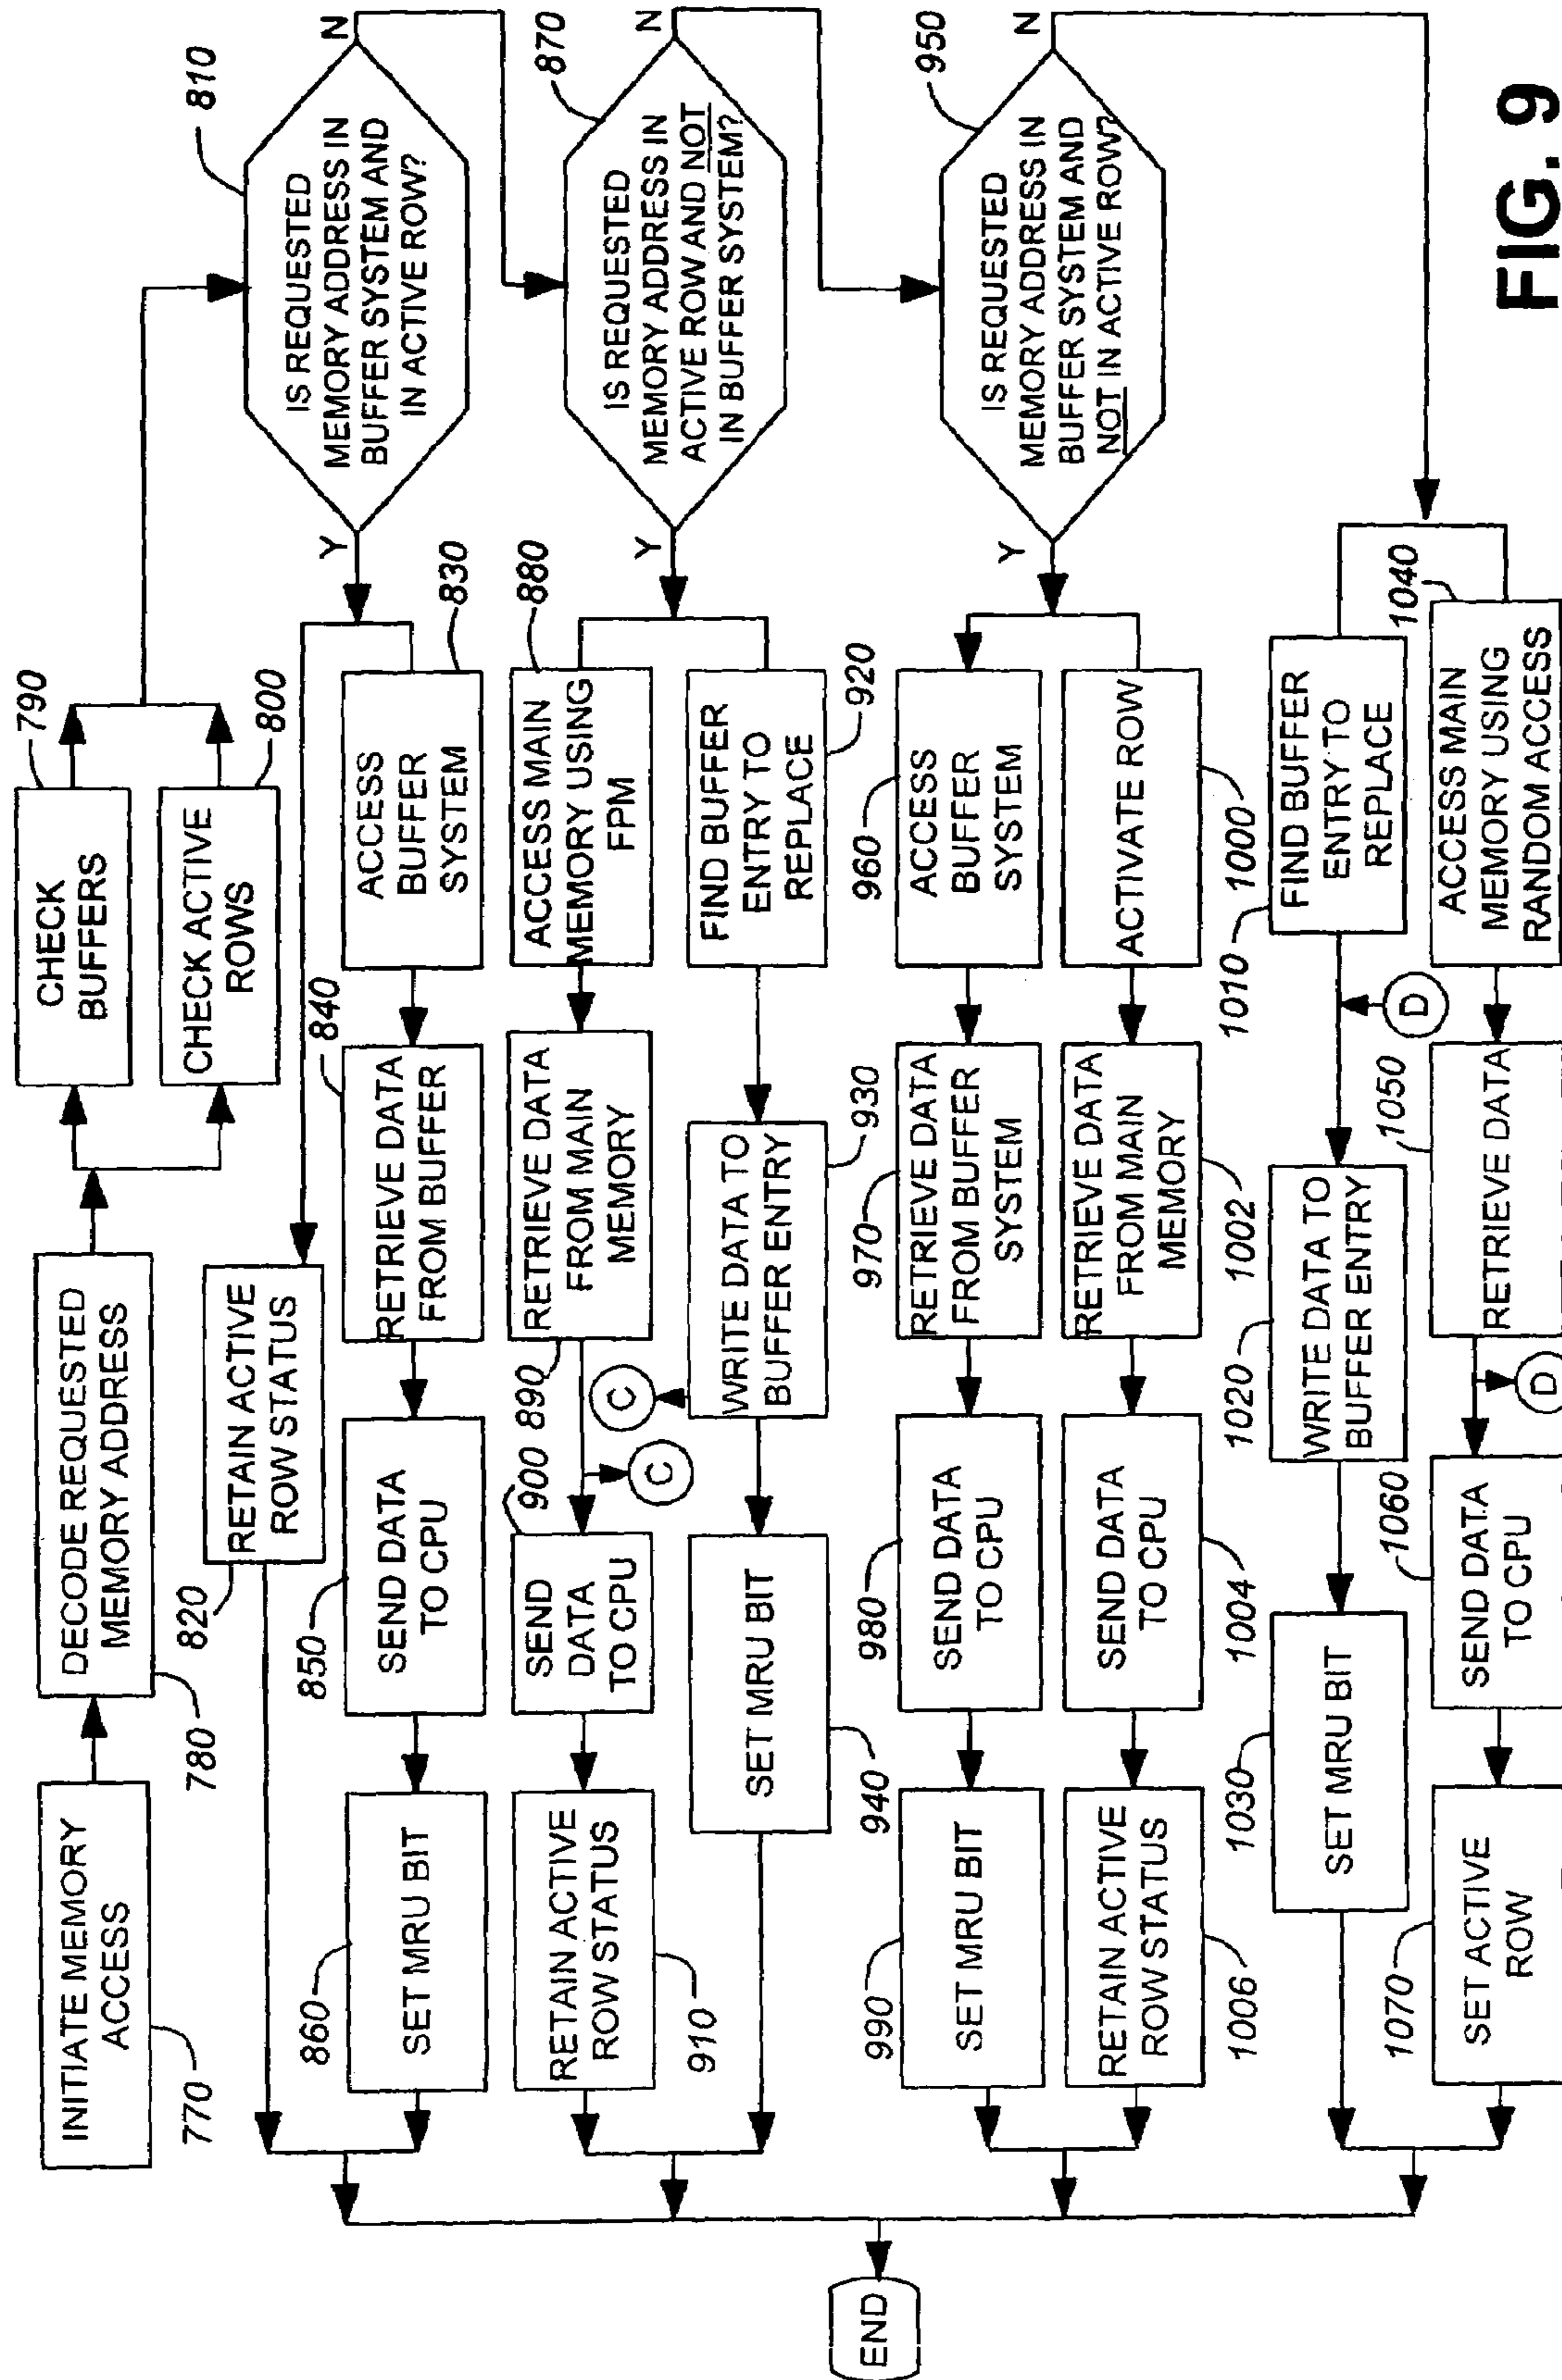 INITIATE MEMORY
ACCESS
770
DECODE REQUESTED
MEMORY ADDRESS
780
CHECK
BUFFERS
790
CHECK ACTIVE
ROWS
800
IS REQUESTED
MEMORY ADDRESS IN
BUFFER SYSTEM AND
IN ACTIVE ROW?
810
Y
N
RETAIN ACTIVE
ROW STATUS
820
ACCESS
BUFFER
SYSTEM
830
RETRIEVE DATA
FROM BUFFER
840
SEND DATA
TO CPU
850
SET MRU BIT
860
IS REQUESTED
MEMORY ADDRESS IN
ACTIVE ROW AND NOT
IN BUFFER SYSTEM?
870
Y
N
ACCESS MAIN
MEMORY USING
FPM
880
RETRIEVE DATA
FROM MAIN
MEMORY
890
C
SEND
DATA
TO CPU
900
RETAIN ACTIVE
ROW STATUS
910
FIND BUFFER
ENTRY TO
REPLACE
920
WRITE DATA TO
BUFFER ENTRY
930
C
SET MRU BIT
940
IS REQUESTED
MEMORY ADDRESS IN
BUFFER SYSTEM AND
NOT IN ACTIVE ROW?
950
Y
N
ACCESS
BUFFER
SYSTEM
960
RETRIEVE DATA
FROM BUFFER
SYSTEM
970
SEND DATA
TO CPU
980
SET MRU BIT
990
ACTIVATE ROW
1000
RETRIEVE DATA
FROM MAIN
MEMORY
1002
SEND DATA
TO CPU
1004
RETAIN ACTIVE
ROW STATUS
1006
FIND BUFFER
ENTRY TO
REPLACE
1010
D
WRITE DATA TO
BUFFER ENTRY
1020
SET MRU BIT
1030
ACCESS MAIN
MEMORY USING
RANDOM ACCESS
1040
RETRIEVE DATA
1050
D
SEND DATA
TO CPU
1060
SET ACTIVE
ROW
1070
END
FIG. 9